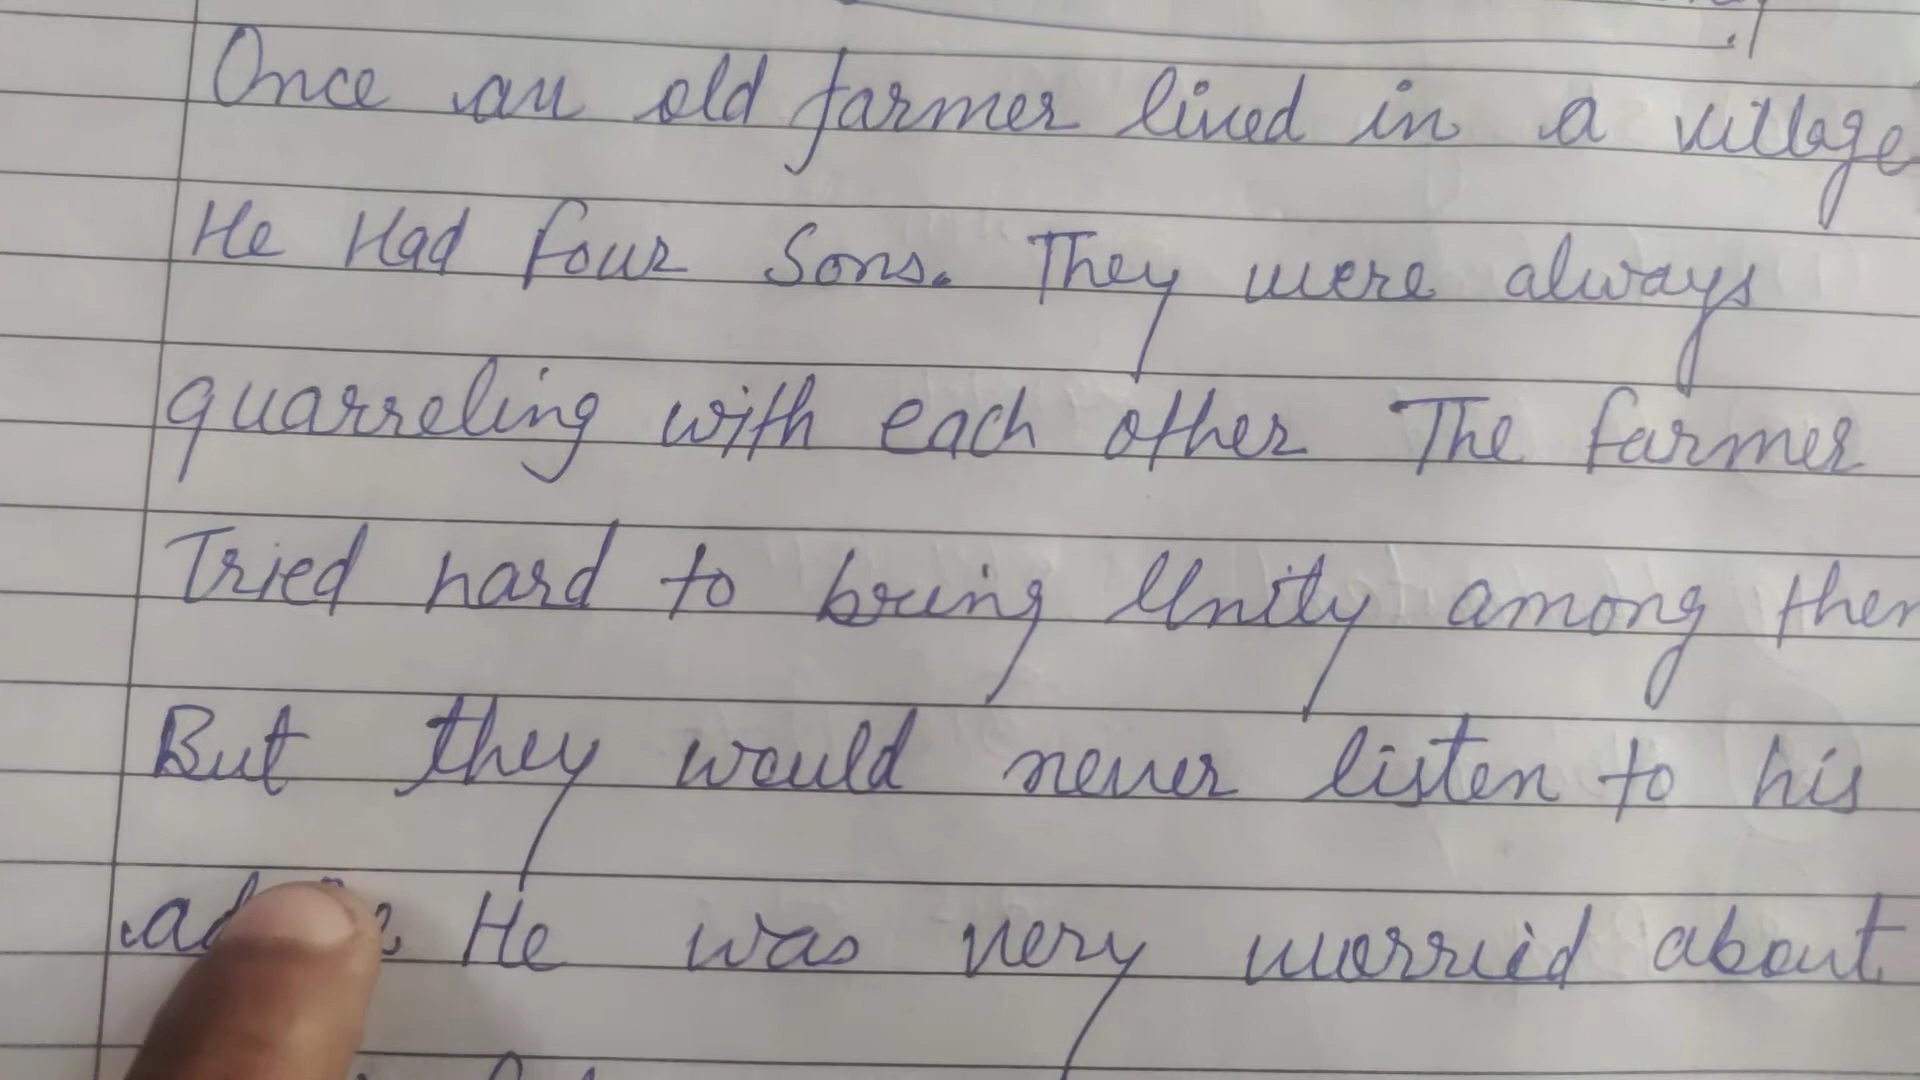 Once an old farmer lived in a village
He Had four Sons. They were always
quarreling with each other The farmer
Tried hard to bring Unity among
But they would never listen to his
He was very worried about